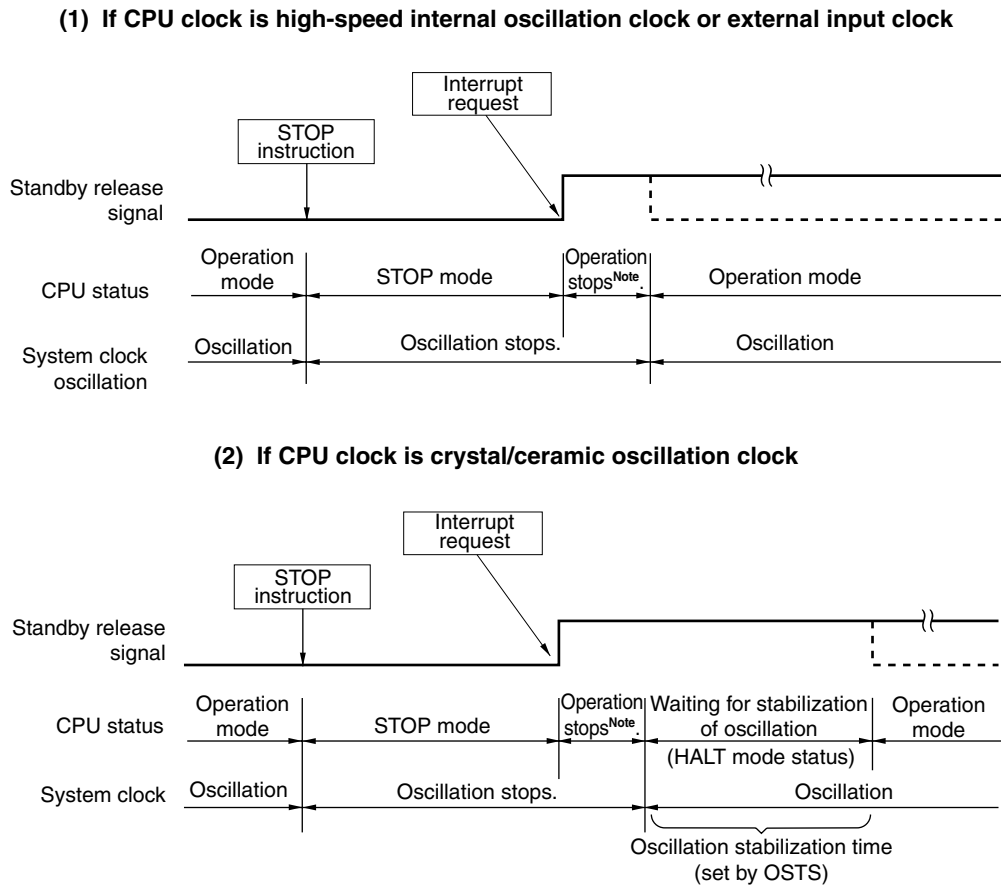 (1) If CPU clock is high-speed internal oscillation clock or external input clock
Interrupt
request
STOP
instruction
Standby release
signal
CPU status
Operation
mode
STOP mode
Operation
stopsNote.
Operation mode
System clock
oscillation
Oscillation
Oscillation stops.
Oscillation
(2) If CPU clock is crystal/ceramic oscillation clock
Interrupt
request
STOP
instruction
Standby release
signal
CPU status
Operation
mode
STOP mode
Operation
stopsNote.
Waiting for stabilization
of oscillation
(HALT mode status)
Operation
mode
System clock
Oscillation
Oscillation stops.
Oscillation
Oscillation stabilization time
(set by OSTS)